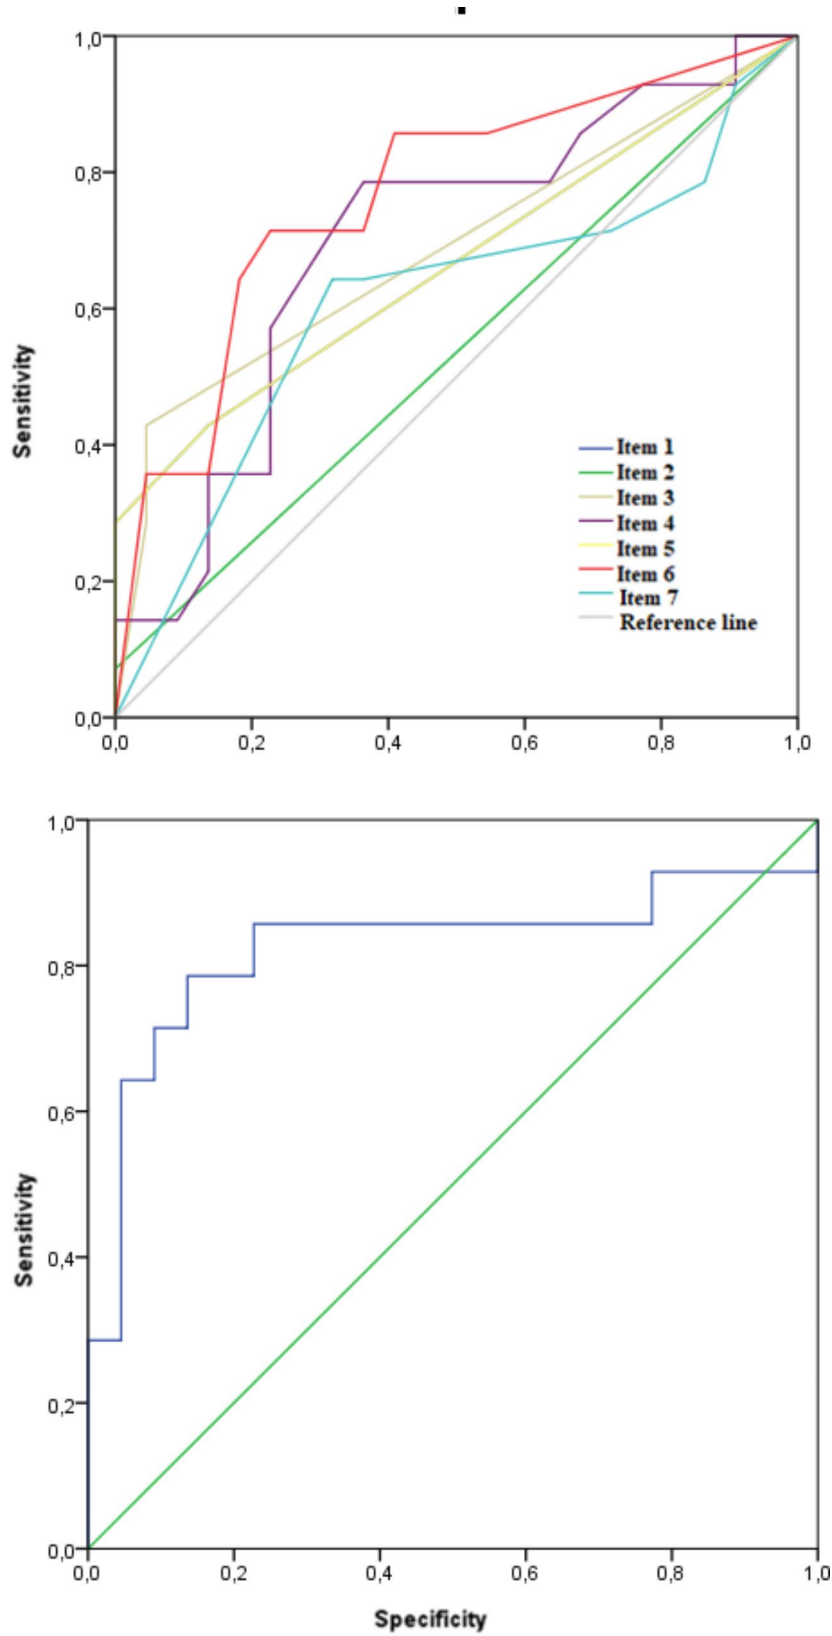 1,0
0,8
0,6
0,4
0,2
0,0
Sensitivity
Item 1
Item 2
Item 3
Item 4
Item 5
Item 6
Item 7
Reference line
0,0 0,2 0,4 0,6 0,8 1,0
1,0
0,8
0,6
0,4
0,2
0,0
Sensitivity
0,0 0,2 0,4 0,6 0,8 1,0
Specificity